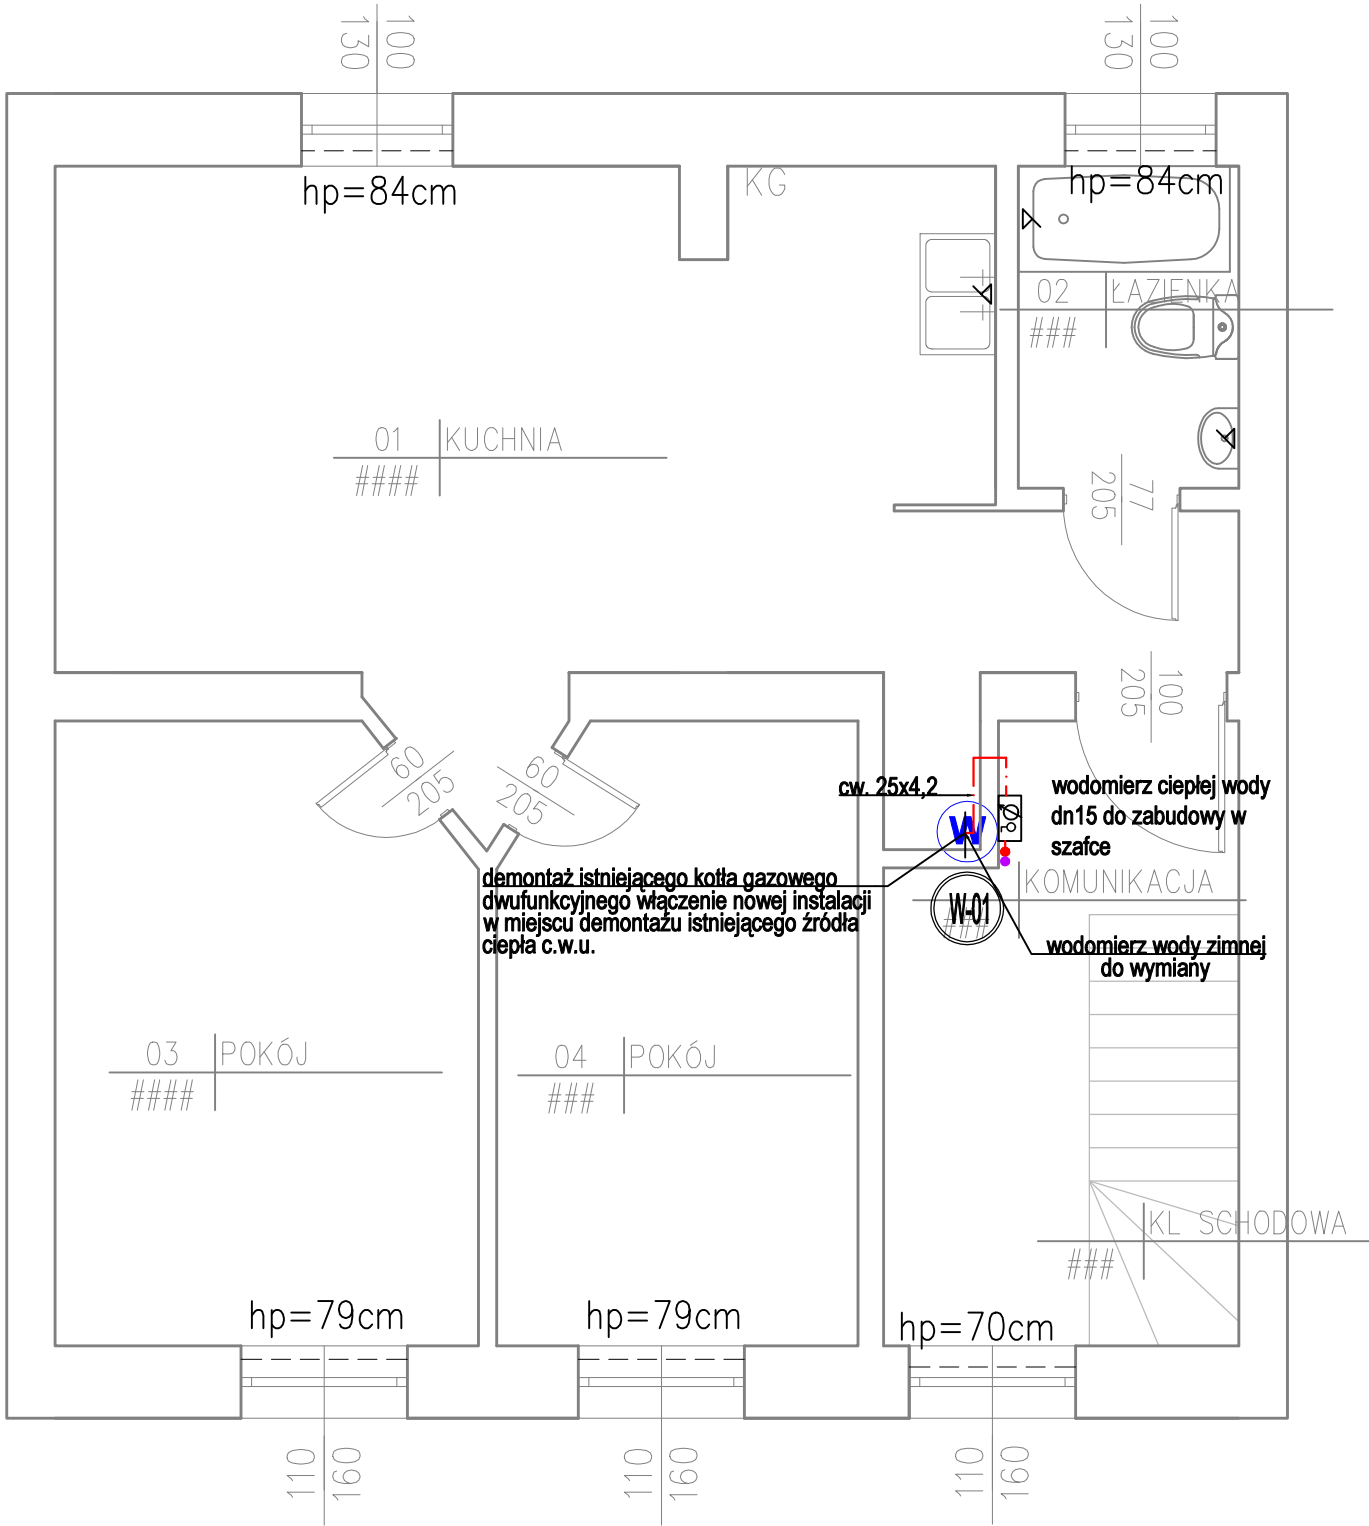 100
130
100
130
hp=84cm
KG
hp=84cm
02 ŁAZIENKA
###
01 KUCHNIA
####
77
205
100
205
60
205
60
205
cw. 25x4,2
W
wodomierz ciepłej wody
dn15 do zabudowy w
szafce
demontaż istniejącego kotła gazowego
dwufunkcyjnego włączenie nowej instalacji
w miejscu demontażu istniejącego źródła
ciepła c.w.u.
KOMUNIKACJA
W-01
###
wodomierz wody zimnej
do wymiany
03 POKÓJ
####
04 POKÓJ
###
KL SCHODOWA
###
hp=79cm
hp=79cm
hp=70cm
110
160
110
160
110
160